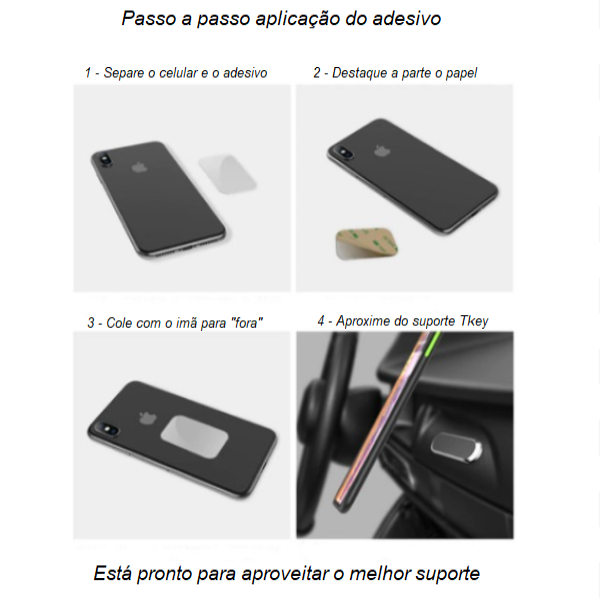 Passo a passo aplicação do adesivo
1 - Separe o celular e o adesivo
2 - Destaque a parte o papel
3 - Cole com o imã para "fora"
4 - Aproxime do suporte Tkey
Está pronto para aproveitar o melhor suporte